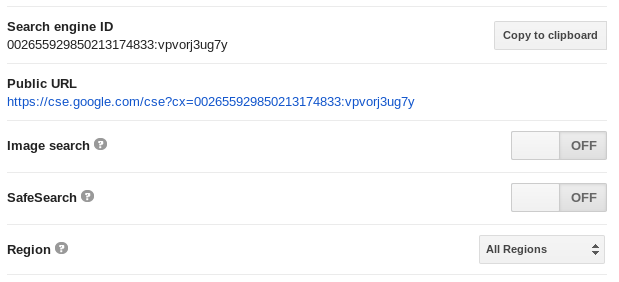 Search engine ID
002655929850213174833:vpvorj3ug7y
Copy to clipboard
Public URL
https://cse.google.com/cse?cx=002655929850213174833:vpvorj3ug7y
Image search ?
OFF
SafeSearch ?
OFF
Region ?
All Regions